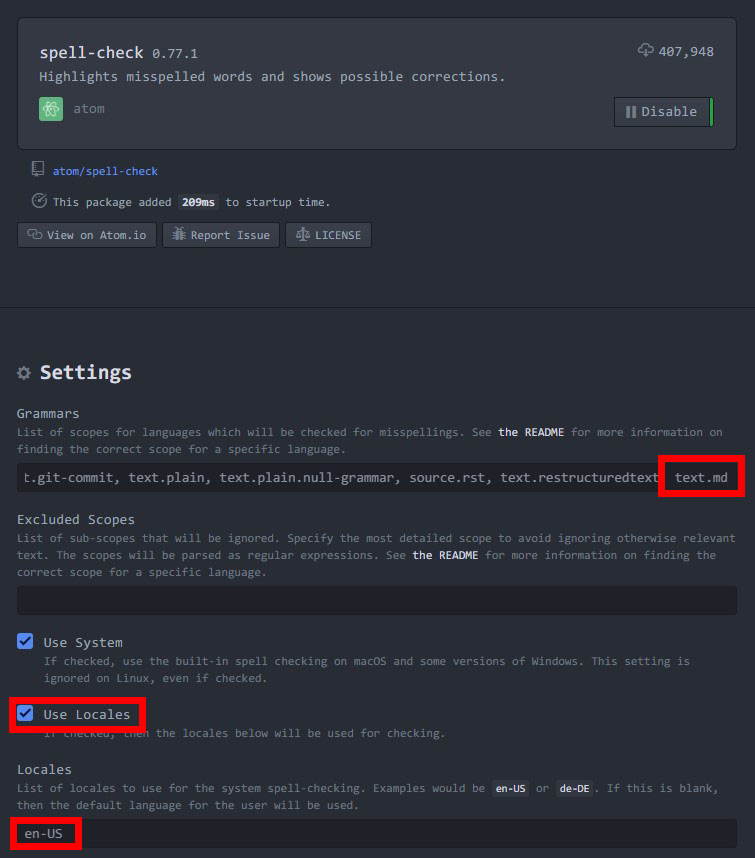 spell-check 0.77.1
407,948
Highlights misspelled words and shows possible corrections.
atom
Disable
atom/spell-check
This package added 209ms to startup time.
View on Atom.io
Report Issue
LICENSE
Settings
Grammars
List of scopes for languages which will be checked for misspellings. See the README for more information on
finding the correct scope for a specific language.
t.git-commit, text.plain, text.plain.null-grammar, source.rst, text.restructuredtext text.md
Excluded Scopes
List of sub-scopes that will be ignored. Specify the most detailed scope to avoid ignoring otherwise relevant
text. The scopes will be parsed as regular expressions. See the README for more information on finding the
correct scope for a specific language.
Use System
If checked, use the built-in spell checking on macOS and some versions of Windows. This setting is
ignored on Linux, even if checked.
Use Locales
If checked, then the locales below will be used for checking.
Locales
List of locales to use for the system spell-checking. Examples would be en-US or de-DE. If this is blank,
then the default language for the user will be used.
en-US